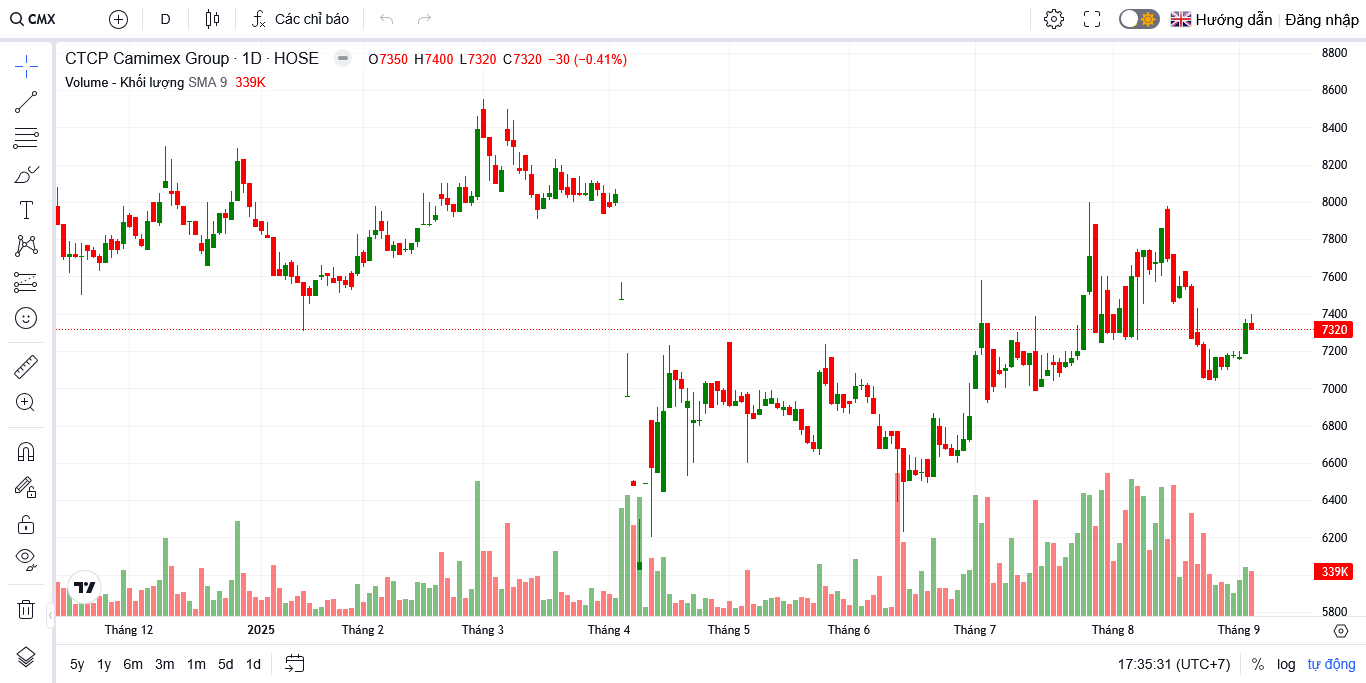 CMX D Các chỉ báo Hướng dẫn Đăng nhập
CTCP Camimex Group · 1D · HOSE O7350 H7400 L7320 C7320 −30 (−0.41%)
Volume - Khối lượng SMA 9 339K
8800
8600
8400
8200
8000
7800
7600
7400
7320
7200
7000
6800
6600
6400
6200
339K
5800
Tháng 12 2025 Tháng 2 Tháng 3 Tháng 4 Tháng 5 Tháng 6 Tháng 7 Tháng 8 Tháng 9
5y 1y 6m 3m 1m 5d 1d 17:35:31 (UTC+7) % log tự động